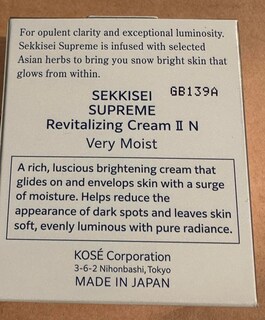 For opulent clarity and exceptional luminosity.
Sekkisei Supreme is infused with selected
Asian herbs to bring you snow bright skin that
glows from within.
SEKKISEI GB139A
SUPREME
Revitalizing Cream Ⅱ N
Very Moist
A rich, luscious brightening cream that
glides on and envelops skin with a surge
of moisture. Helps reduce the
appearance of dark spots and leaves skin
soft, evenly luminous with pure radiance.
KOSÉ Corporation
3-6-2 Nihonbashi, Tokyo
MADE IN JAPAN